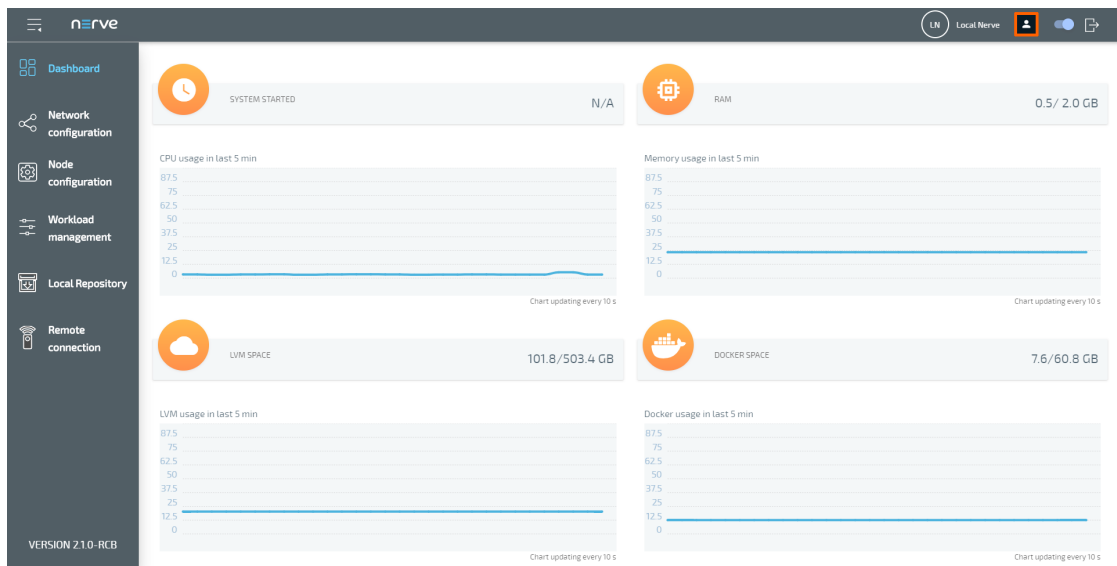 nerve
LN
Local Nerve
Dashboard
Network
configuration
Node
configuration
Workload
management
Local Repository
Remote
connection
VERSION 2.1.0-RCB
SYSTEM STARTED
N/A
CPU usage in last 5 min
87.5
75
62.5
50
37.5
25
12.5
0
Chart updating every 10 s
RAM
0.5/ 2.0 GB
Memory usage in last 5 min
87.5
75
62.5
50
37.5
25
12.5
0
Chart updating every 10 s
LVM SPACE
101.8/503.4 GB
LVM usage in last 5 min
87.5
75
62.5
50
37.5
25
12.5
0
Chart updating every 10 s
DOCKER SPACE
7.6/60.8 GB
Docker usage in last 5 min
87.5
75
62.5
50
37.5
25
12.5
0
Chart updating every 10 s